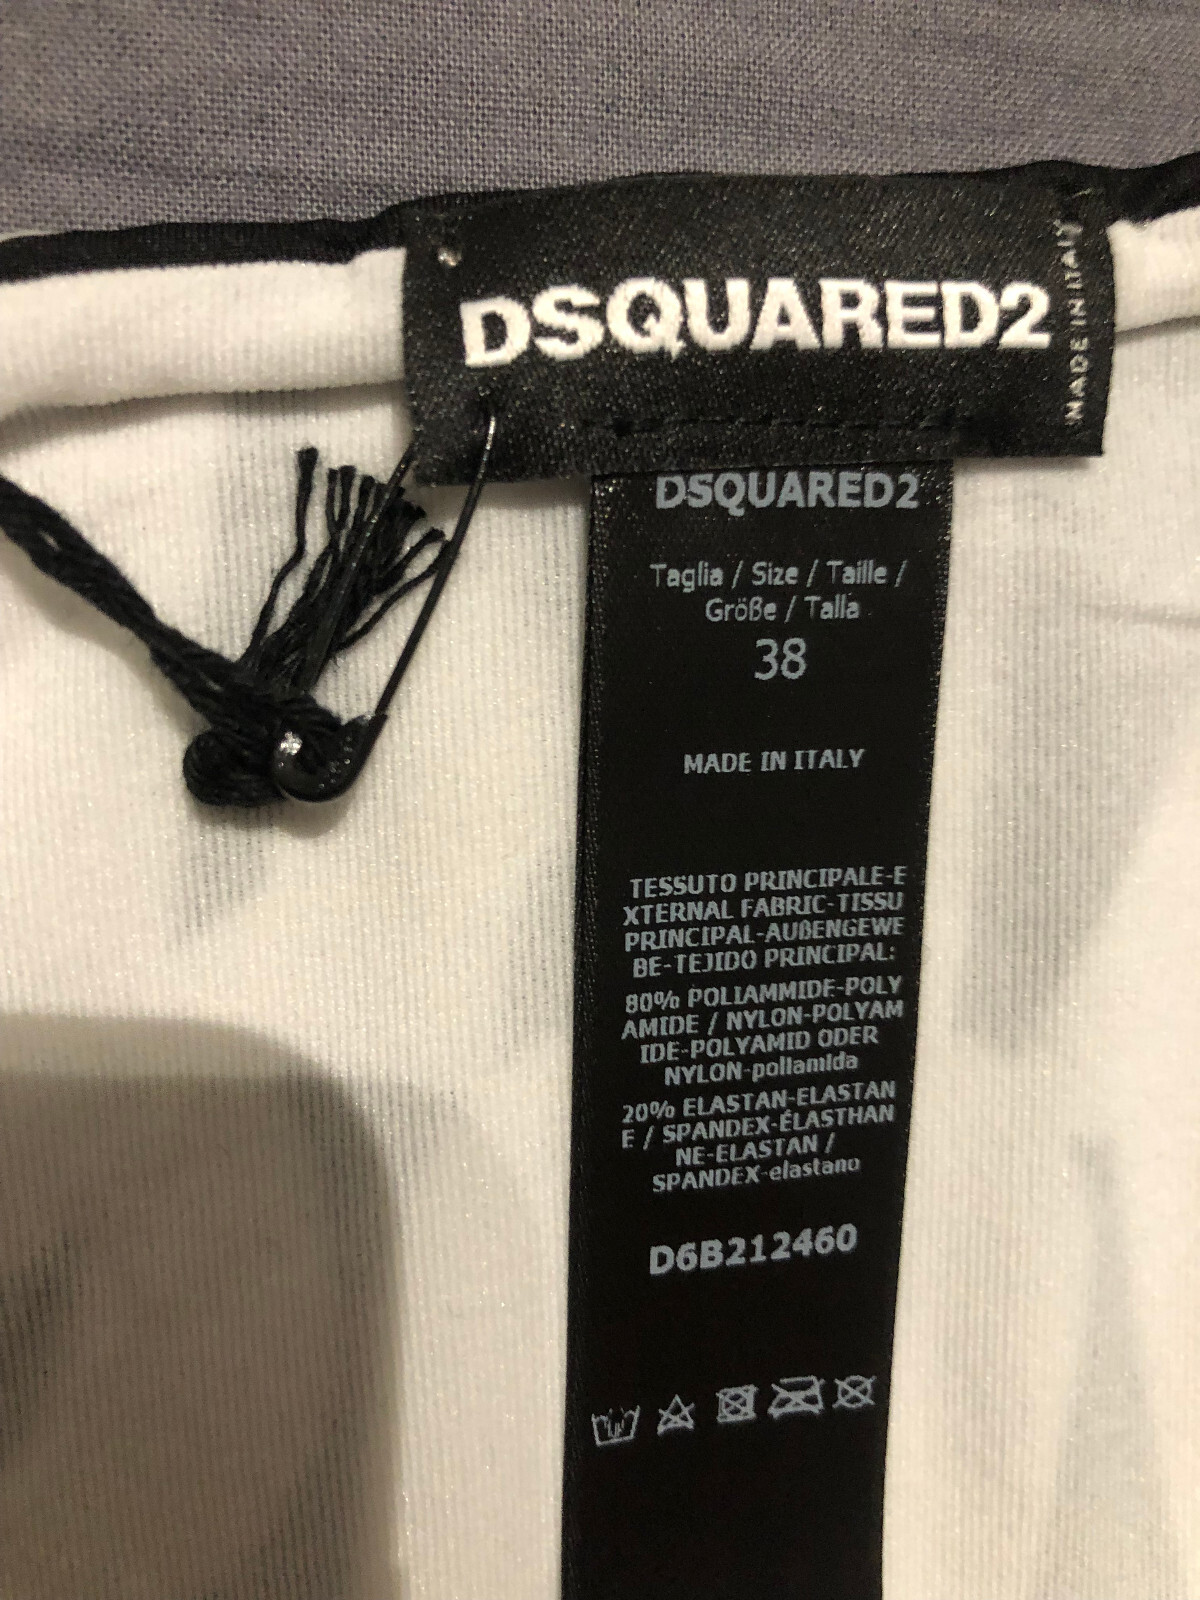 DSQUARED2
MADE IN ITALY
DSQUARED2
Taglia / Size / Taille /
Größe / Talla
38
MADE IN ITALY
TESSUTO PRINCIPALE-E
XTERNAL FABRIC-TISSU
PRINCIPAL-AUßENGEWE
BE-TEJIDO PRINCIPAL:
80% POLIAMMIDE-POLY
AMIDE / NYLON-POLYAM
IDE-POLYAMID ODER
NYLON-poliamida
20% ELASTAN-ELASTAN
E / SPANDEX-ÉLASTHAN
NE-ELASTAN /
SPANDEX-elastano
D6B212460